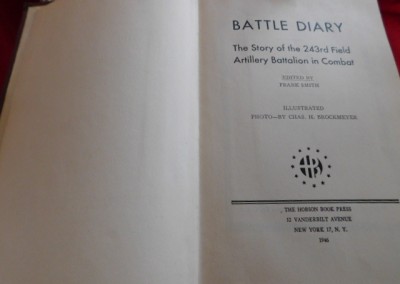 BATTLE DIARY
The Story of the 243rd Field
Artillery Battalion in Combat
EDITED BY
FRANK SMITH
ILLUSTRATED
PHOTO—BY CHAS. H. BROCKMEYER
HBP
THE HOBSON BOOK PRESS
52 VANDERBILT AVENUE
NEW YORK 17, N. Y.
1946